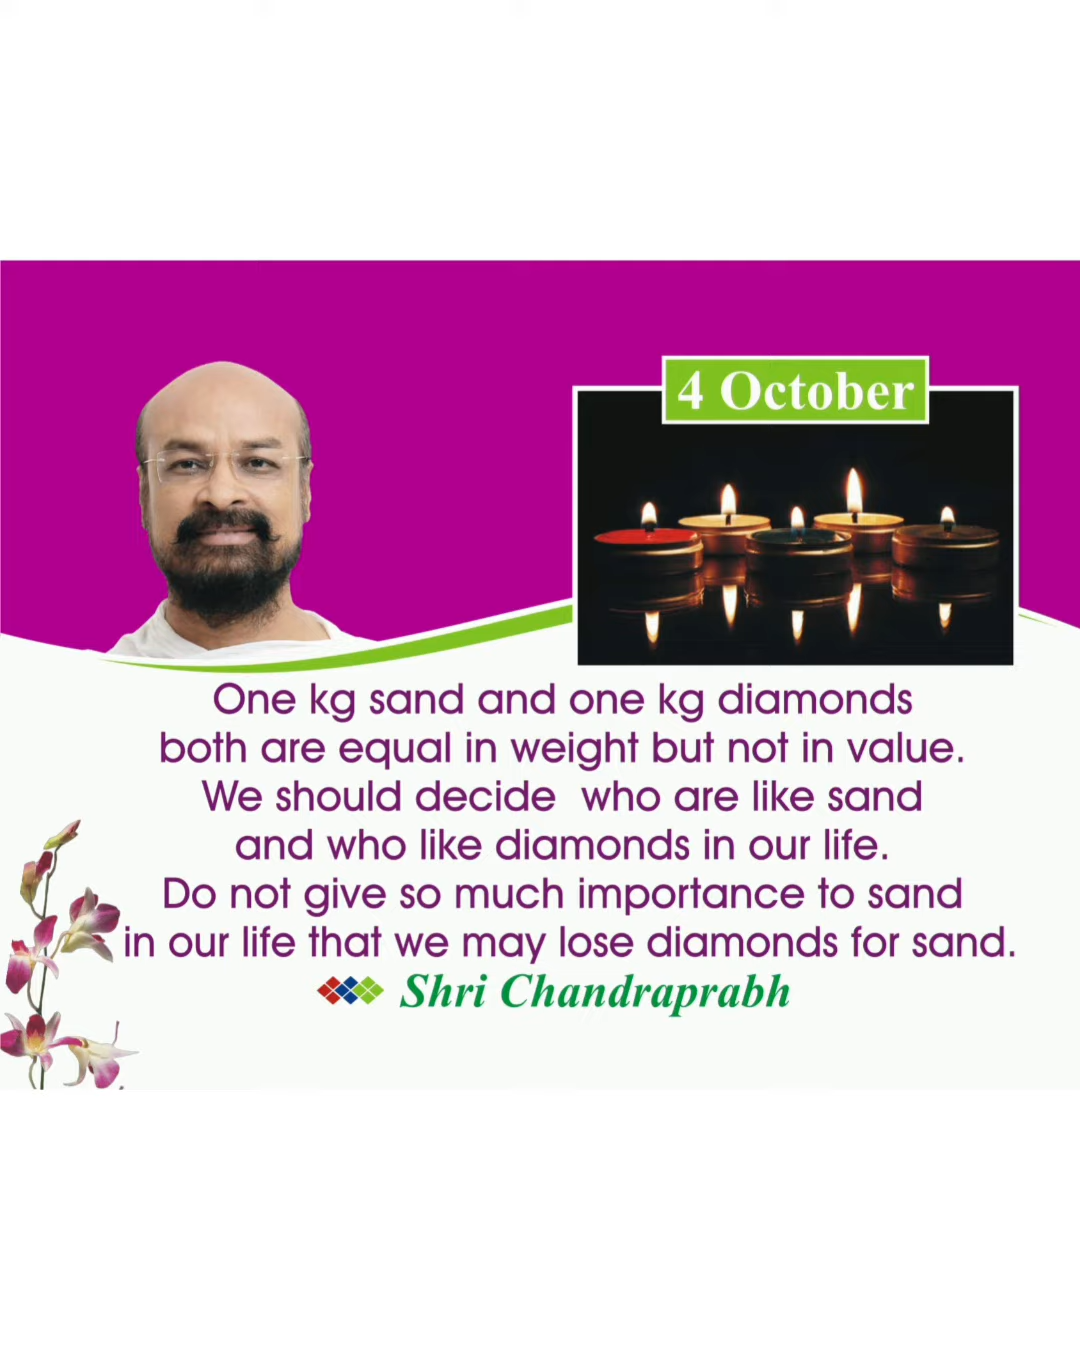 4 October
One kg sand and one kg diamonds
both are equal in weight but not in value.
We should decide  who are like sand
and who like diamonds in our life.
Do not give so much importance to sand
in our life that we may lose diamonds for sand.
Shri Chandraprabh